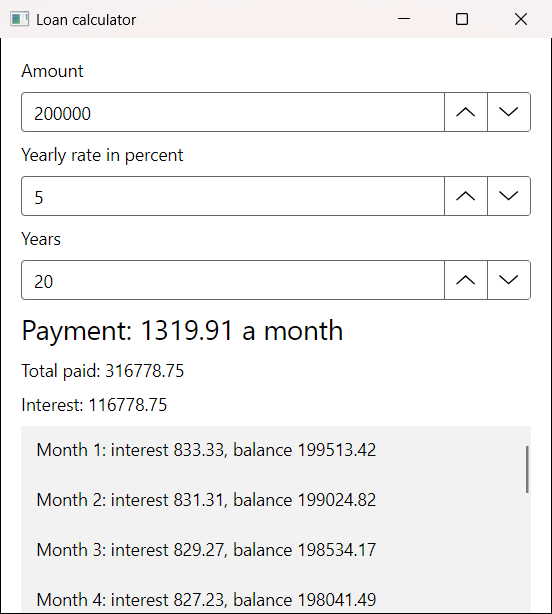 Loan calculator
Amount
200000
Yearly rate in percent
5
Years
20
Payment: 1319.91 a month
Total paid: 316778.75
Interest: 116778.75
Month 1: interest 833.33, balance 199513.42
Month 2: interest 831.31, balance 199024.82
Month 3: interest 829.27, balance 198534.17
Month 4: interest 827.23, balance 198041.49